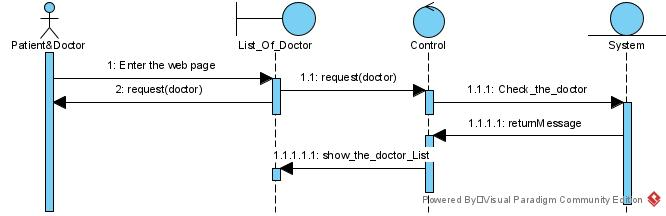 Patient&Doctor
List_Of_Doctor
Control
System
1: Enter the web page
1.1: request(doctor)
2: request(doctor)
1.1.1: Check_the_doctor
1.1.1.1: returnMessage
1.1.1.1.1: show_the_doctor_List
Powered By Visual Paradigm Community Edition